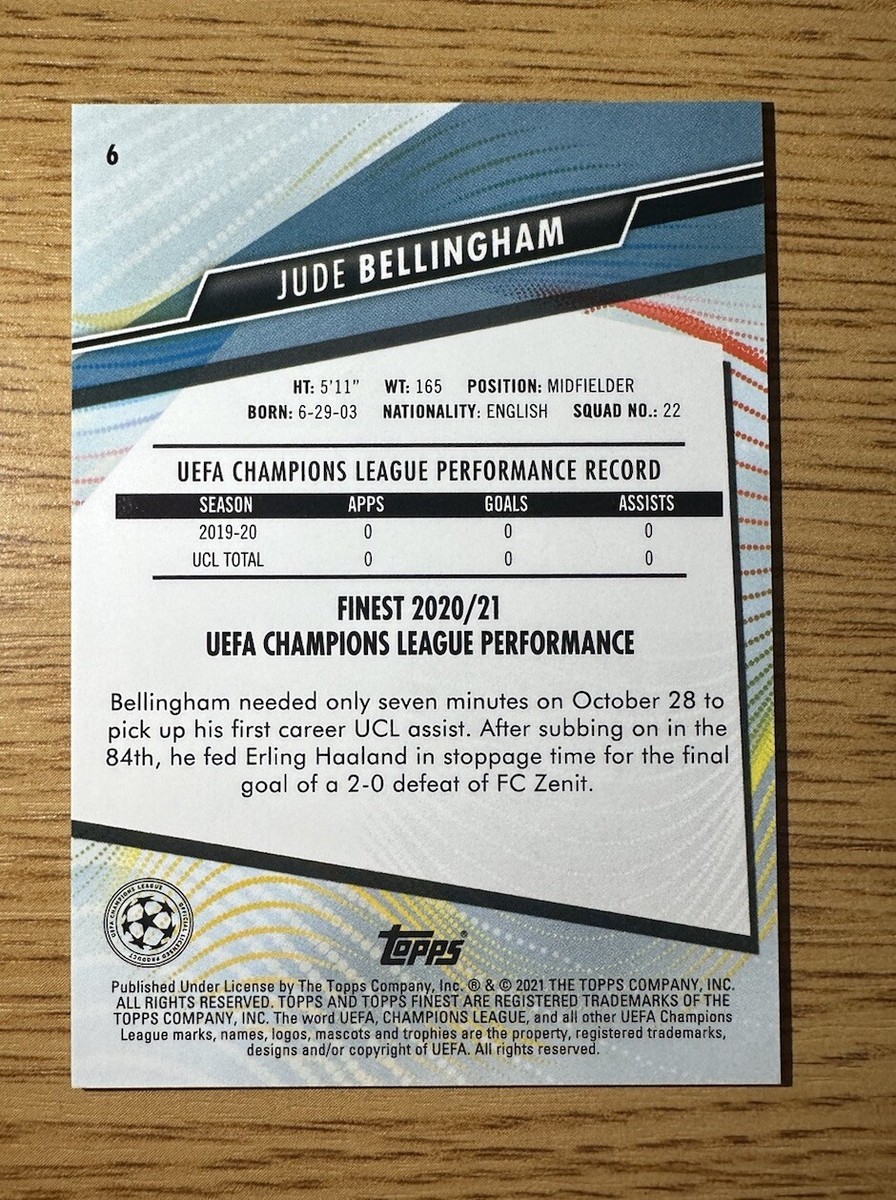 6
JUDE BELLINGHAM
HT: 5'11" WT: 165 POSITION: MIDFIELDER
BORN: 6-29-03 NATIONALITY: ENGLISH SQUAD NO.: 22
UEFA CHAMPIONS LEAGUE PERFORMANCE RECORD
SEASON APPS GOALS ASSISTS
2019-20 0 0 0
UCL TOTAL 0 0 0
FINEST 2020/21
UEFA CHAMPIONS LEAGUE PERFORMANCE
Bellingham needed only seven minutes on October 28 to
pick up his first career UCL assist. After subbing on in the
84th, he fed Erling Haaland in stoppage time for the final
goal of a 2-0 defeat of FC Zenit.
UEFA CHAMPIONS LEAGUE
OFFICIAL LICENSED PRODUCT
topps®
Published Under License by The Topps Company, Inc. ® & © 2021 THE TOPPS COMPANY, INC.
ALL RIGHTS RESERVED. TOPPS AND TOPPS FINEST ARE REGISTERED TRADEMARKS OF THE
TOPPS COMPANY, INC. The word UEFA, CHAMPIONS LEAGUE, and all other UEFA Champions
League marks, names, logos, mascots and trophies are the property, registered trademarks,
designs and/or copyright of UEFA. All rights reserved.